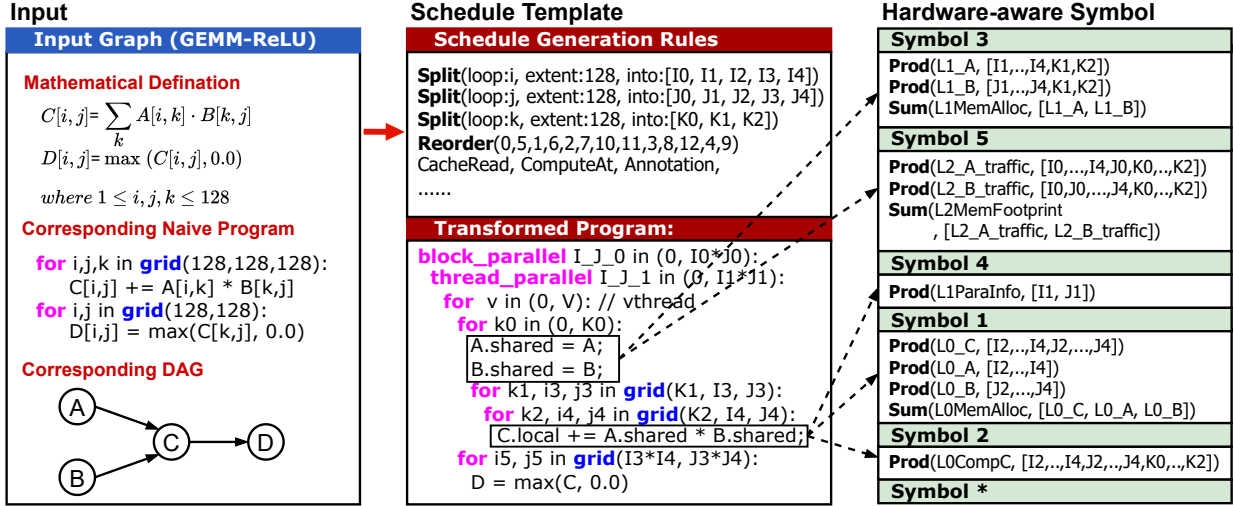 Input
Input Graph (GEMM-ReLU)
Mathematical Defination
C[i, j]= ∑ A[i, k] · B[k, j]
k
D[i, j]= max (C[i, j], 0.0)
where 1 ≤ i, j, k ≤ 128
Corresponding Naive Program
for i,j,k in grid(128,128,128):
C[i,j] += A[i,k] * B[k,j]
for i,j in grid(128,128):
D[i,j] = max(C[k,j], 0.0)
Corresponding DAG
A
B
C
D
Schedule Template
Schedule Generation Rules
Split(loop:i, extent:128, into:[I0, I1, I2, I3, I4])
Split(loop:j, extent:128, into:[J0, J1, J2, J3, J4])
Split(loop:k, extent:128, into:[K0, K1, K2])
Reorder(0,5,1,6,2,7,10,11,3,8,12,4,9)
CacheRead, ComputeAt, Annotation,
......
Transformed Program:
block_parallel I_J_0 in (0, I0*J0):
thread_parallel I_J_1 in (0, I1*J1):
for v in (0, V): // vthread
for k0 in (0, K0):
A.shared = A;
B.shared = B;
for k1, i3, j3 in grid(K1, I3, J3):
for k2, i4, j4 in grid(K2, I4, J4):
C.local += A.shared * B.shared;
for i5, j5 in grid(I3*I4, J3*J4):
D = max(C, 0.0)
Hardware-aware Symbol
Symbol 3
Prod(L1_A, [I1,..,I4,K1,K2])
Prod(L1_B, [J1,..,J4,K1,K2])
Sum(L1MemAlloc, [L1_A, L1_B])
Symbol 5
Prod(L2_A_traffic, [I0,...,I4,J0,K0,..,K2])
Prod(L2_B_traffic, [I0,J0,...,J4,K0,..,K2])
Sum(L2MemFootprint
, [L2_A_traffic, L2_B_traffic])
Symbol 4
Prod(L1ParaInfo, [I1, J1])
Symbol 1
Prod(L0_C, [I2,..,I4,J2,...,J4])
Prod(L0_A, [I2,..,I4])
Prod(L0_B, [J2,...,J4])
Sum(L0MemAlloc, [L0_C, L0_A, L0_B])
Symbol 2
Prod(L0CompC, [I2,..,I4,J2,..,J4,K0,..,K2])
Symbol *